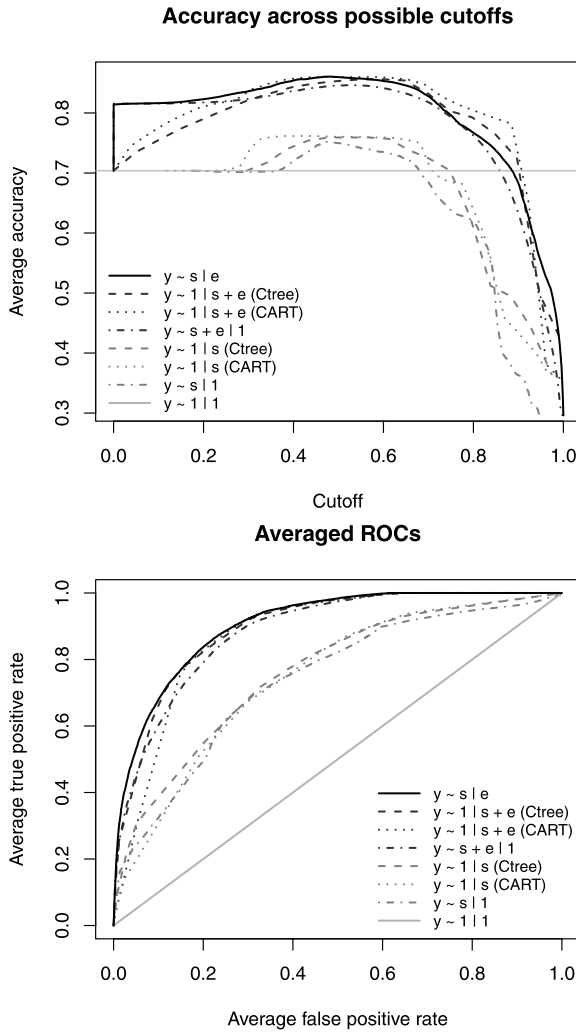 Accuracy across possible cutoffs
Average accuracy
0.8
0.7
0.6
0.5
0.4
0.3
y ~ s | e
y ~ 1 | s + e (Ctree)
y ~ 1 | s + e (CART)
y ~ s + e | 1
y ~ 1 | s (Ctree)
y ~ 1 | s (CART)
y ~ s | 1
y ~ 1 | 1
0.0 0.2 0.4 0.6 0.8 1.0
Cutoff
Averaged ROCs
Average true positive rate
1.0
0.8
0.6
0.4
0.2
0.0
y ~ s | e
y ~ 1 | s + e (Ctree)
y ~ 1 | s + e (CART)
y ~ s + e | 1
y ~ 1 | s (Ctree)
y ~ 1 | s (CART)
y ~ s | 1
y ~ 1 | 1
0.0 0.2 0.4 0.6 0.8 1.0
Average false positive rate